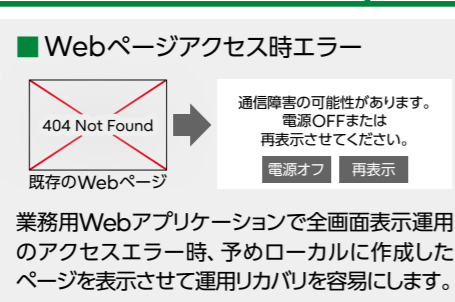 ■Webページアクセス時エラー
404 Not Found
既存のWebページ
通信障害の可能性があります。
電源OFFまたは
再表示させてください。
電源オフ 再表示
業務用Webアプリケーションで全画面表示運用
のアクセスエラー時、予めローカルに作成した
ページを表示させて運用リカバリを容易にします。